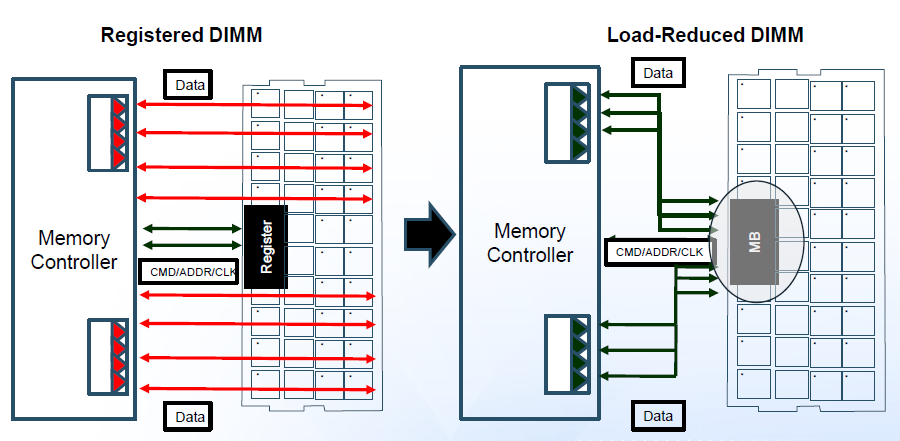 Registered DIMM
Load-Reduced DIMM
Data
Data
Memory
Controller
Register
CMD/ADDR/CLK
Memory
Controller
MB
CMD/ADDR/CLK
Data
Data